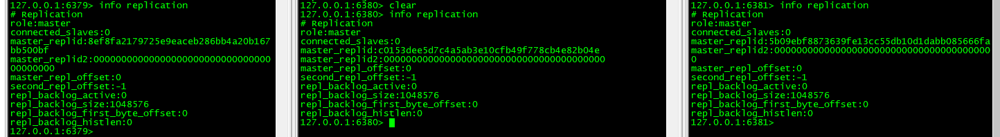 127.0.0.1:6379> info replication
# Replication
role:master
connected_slaves:0
master_replid:8ef8fa2179725e9eaceb286bb4a20b167
bb500bf
master_replid2:00000000000000000000000000000000
00000000
master_repl_offset:0
second_repl_offset:-1
repl_backlog_active:0
repl_backlog_size:1048576
repl_backlog_first_byte_offset:0
repl_backlog_histlen:0
127.0.0.1:6379>
127.0.0.1:6380> clear
127.0.0.1:6380> info replication
# Replication
role:master
connected_slaves:0
master_replid:c0153dee5d7c4a5ab3e10cfb49f778cb4e82b04e
master_replid2:0000000000000000000000000000000000000000
master_repl_offset:0
second_repl_offset:-1
repl_backlog_active:0
repl_backlog_size:1048576
repl_backlog_first_byte_offset:0
repl_backlog_histlen:0
127.0.0.1:6380>
127.0.0.1:6381> info replication
# Replication
role:master
connected_slaves:0
master_replid:5b09ebf8873639fe13cc55db10d1dabb085666fa
master_replid2:000000000000000000000000000000000000000
0
master_repl_offset:0
second_repl_offset:-1
repl_backlog_active:0
repl_backlog_size:1048576
repl_backlog_first_byte_offset:0
repl_backlog_histlen:0
127.0.0.1:6381>